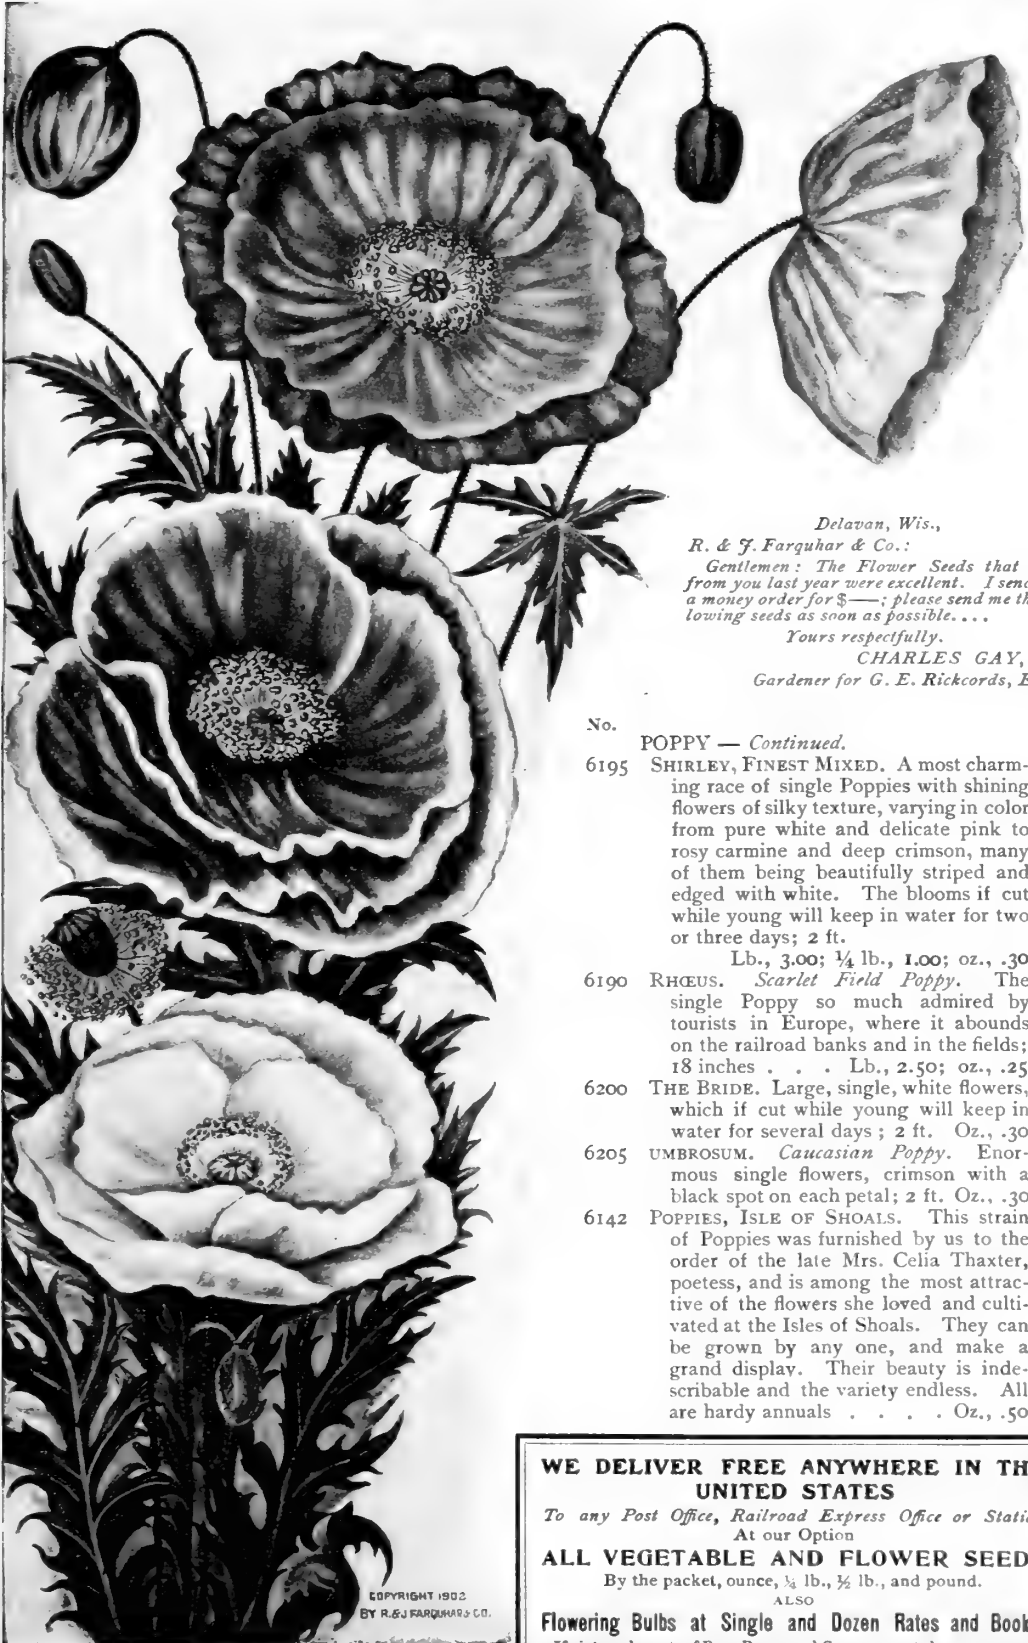 Delavan, Wis.,
R. & J. Farquhar & Co.:
Gentlemen: The Flower Seeds that
from you last year were excellent. I send
a money order for $——; please send me th
lowing seeds as soon as possible....
Yours respectfully.
CHARLES GAY,
Gardener for G. E. Rickcords, E
No.
POPPY — Continued.
6195 SHIRLEY, FINEST MIXED. A most charm-
ing race of single Poppies with shining
flowers of silky texture, varying in color
from pure white and delicate pink to
rosy carmine and deep crimson, many
of them being beautifully striped and
edged with white. The blooms if cut
while young will keep in water for two
or three days; 2 ft.
Lb., 3.00; ¼ lb., 1.00; oz., .30
6190 RHŒUS. Scarlet Field Poppy. The
single Poppy so much admired by
tourists in Europe, where it abounds
on the railroad banks and in the fields;
18 inches . . . Lb., 2.50; oz., .25
6200 THE BRIDE. Large, single, white flowers,
which if cut while young will keep in
water for several days; 2 ft. Oz., .30
6205 UMBROSUM. Caucasian Poppy. Enor-
mous single flowers, crimson with a
black spot on each petal; 2 ft. Oz., .30
6142 POPPIES, ISLE OF SHOALS. This strain
of Poppies was furnished by us to the
order of the late Mrs. Celia Thaxter,
poetess, and is among the most attrac-
tive of the flowers she loved and culti-
vated at the Isles of Shoals. They can
be grown by any one, and make a
grand display. Their beauty is inde-
scribable and the variety endless. All
are hardy annuals . . . . Oz., .50
WE DELIVER FREE ANYWHERE IN TH
UNITED STATES
To any Post Office, Railroad Express Office or Stati
At our Option
ALL VEGETABLE AND FLOWER SEED
By the packet, ounce, ¼ lb., ½ lb., and pound.
ALSO
Flowering Bulbs at Single and Dozen Rates and Book
COPYRIGHT 1902
BY R. & J. FARQUHAR & CO.